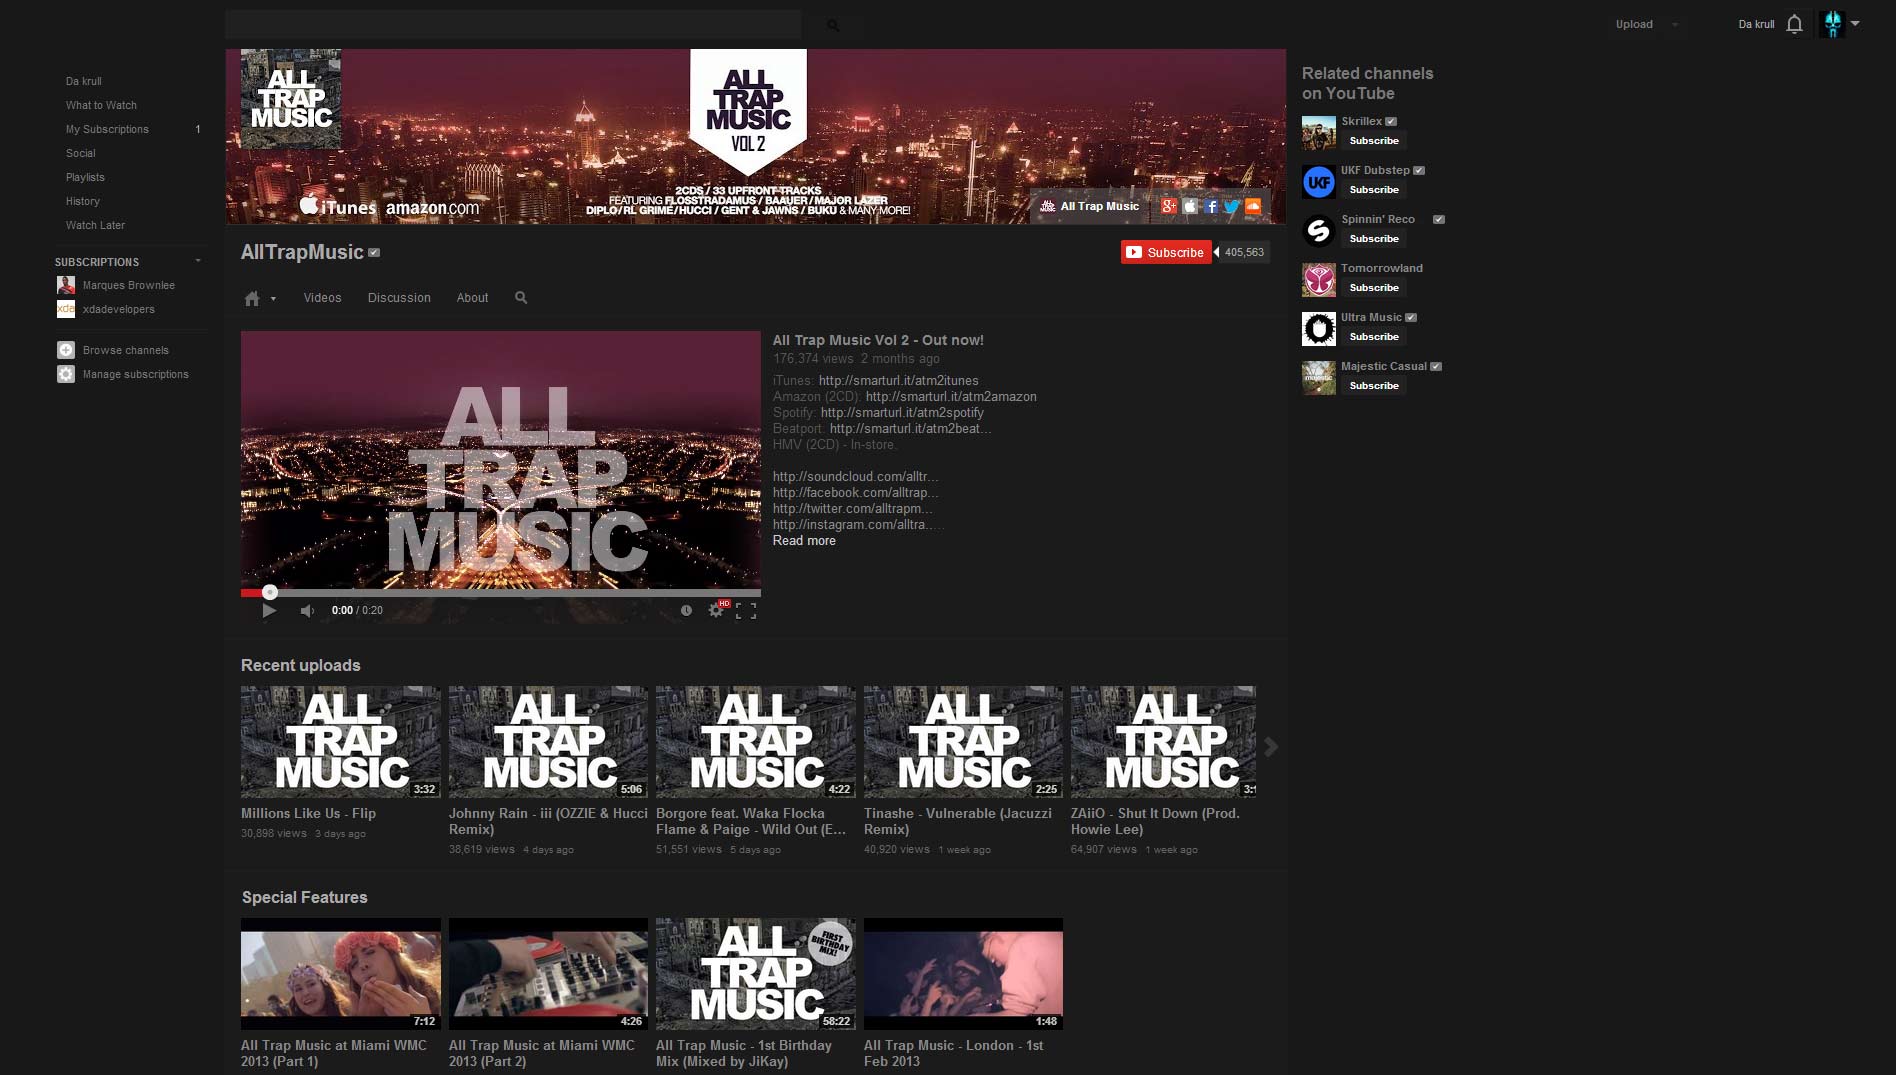 Upload
Da krull
Da krull
What to Watch
My Subscriptions 1
Social
Playlists
History
Watch Later
SUBSCRIPTIONS
Marques Brownlee
xda xdadevelopers
Browse channels
Manage subscriptions
ALL
TRAP
MUSIC
ALL
TRAP
MUSIC
VOL 2
2CDS / 33 UPFRONT TRACKS
FEATURING FLOSSTRADAMUS / BAAUER / MAJOR LAZER
DIPLO/RL GRIME/HUCCI / GENT & JAWNS / BUKU & MANY MORE!
iTunes amazon.com
All Trap Music
AllTrapMusic
Subscribe 405,563
Videos Discussion About
ALL
TRAP
MUSIC
0:00 / 0:20
HD
All Trap Music Vol 2 - Out now!
176,374 views 2 months ago
iTunes: http://smarturl.it/atm2itunes
Amazon (2CD): http://smarturl.it/atm2amazon
Spotify: http://smarturl.it/atm2spotify
Beatport: http://smarturl.it/atm2beat...
HMV (2CD) - In-store.
http://soundcloud.com/alltr...
http://facebook.com/alltrap...
http://twitter.com/alltrapm...
http://instagram.com/alltra.....
Read more
Related channels
on YouTube
Skrillex
Subscribe
UKF
UKF Dubstep
Subscribe
Spinnin' Reco
Subscribe
Tomorrowland
Subscribe
Ultra Music
Subscribe
majestic
Majestic Casual
Subscribe
Recent uploads
ALL
TRAP
MUSIC
3:32
Millions Like Us - Flip
30,898 views 3 days ago
ALL
TRAP
MUSIC
5:06
Johnny Rain - iii (OZZIE & Hucci
Remix)
38,619 views 4 days ago
ALL
TRAP
MUSIC
4:22
Borgore feat. Waka Flocka
Flame & Paige - Wild Out (E...
51,551 views 5 days ago
ALL
TRAP
MUSIC
2:25
Tinashe - Vulnerable (Jacuzzi
Remix)
40,920 views 1 week ago
ALL
TRAP
MUSIC
3:1
ZAiiO - Shut It Down (Prod.
Howie Lee)
64,907 views 1 week ago
Special Features
7:12
All Trap Music at Miami WMC
2013 (Part 1)
4:26
All Trap Music at Miami WMC
2013 (Part 2)
ALL
TRAP
MUSIC
FIRST
BIRTHDAY
MIX!
58:22
All Trap Music - 1st Birthday
Mix (Mixed by JiKay)
1:48
All Trap Music - London - 1st
Feb 2013